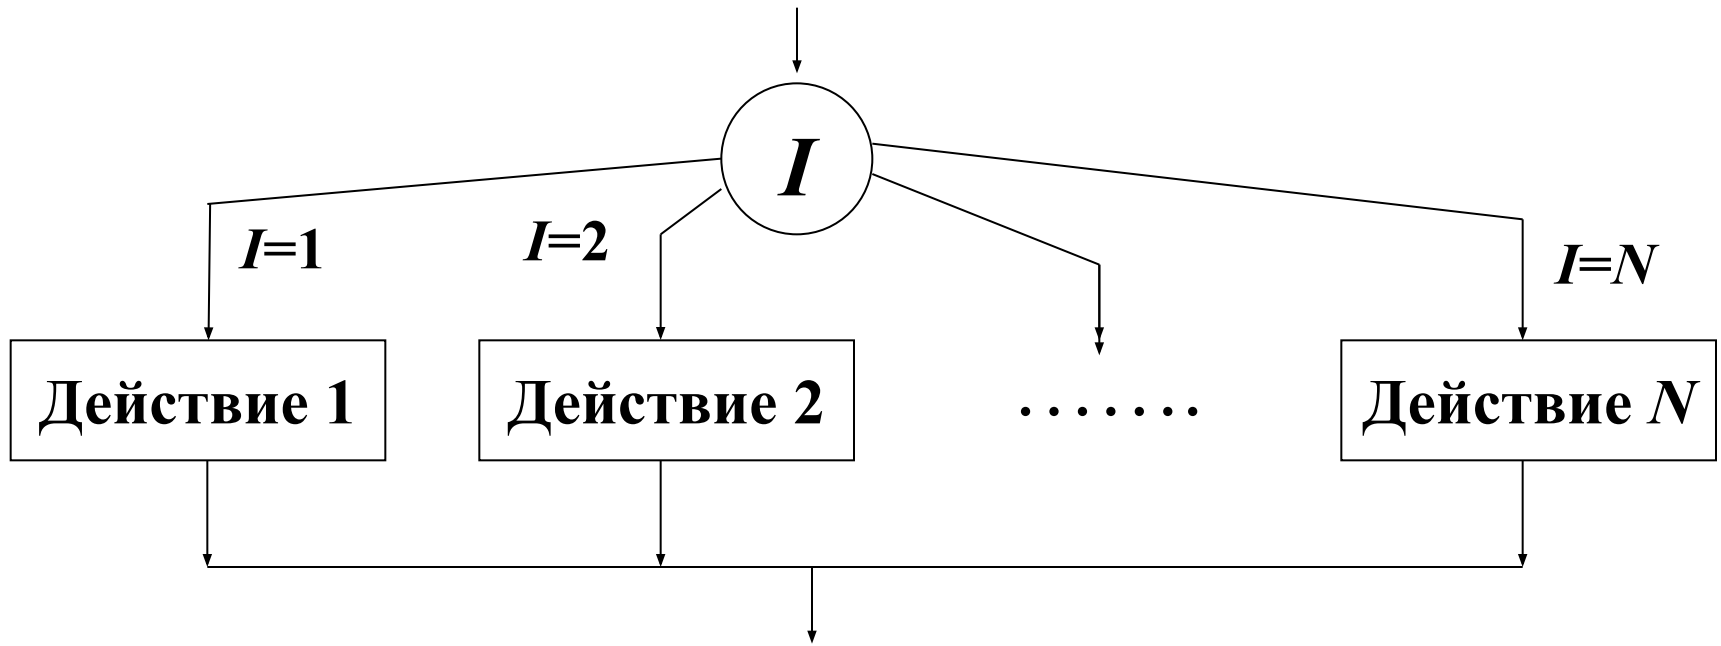 I
I=1
I=2
I=N
Действие 1
Действие 2
. . . . . . .
Действие N